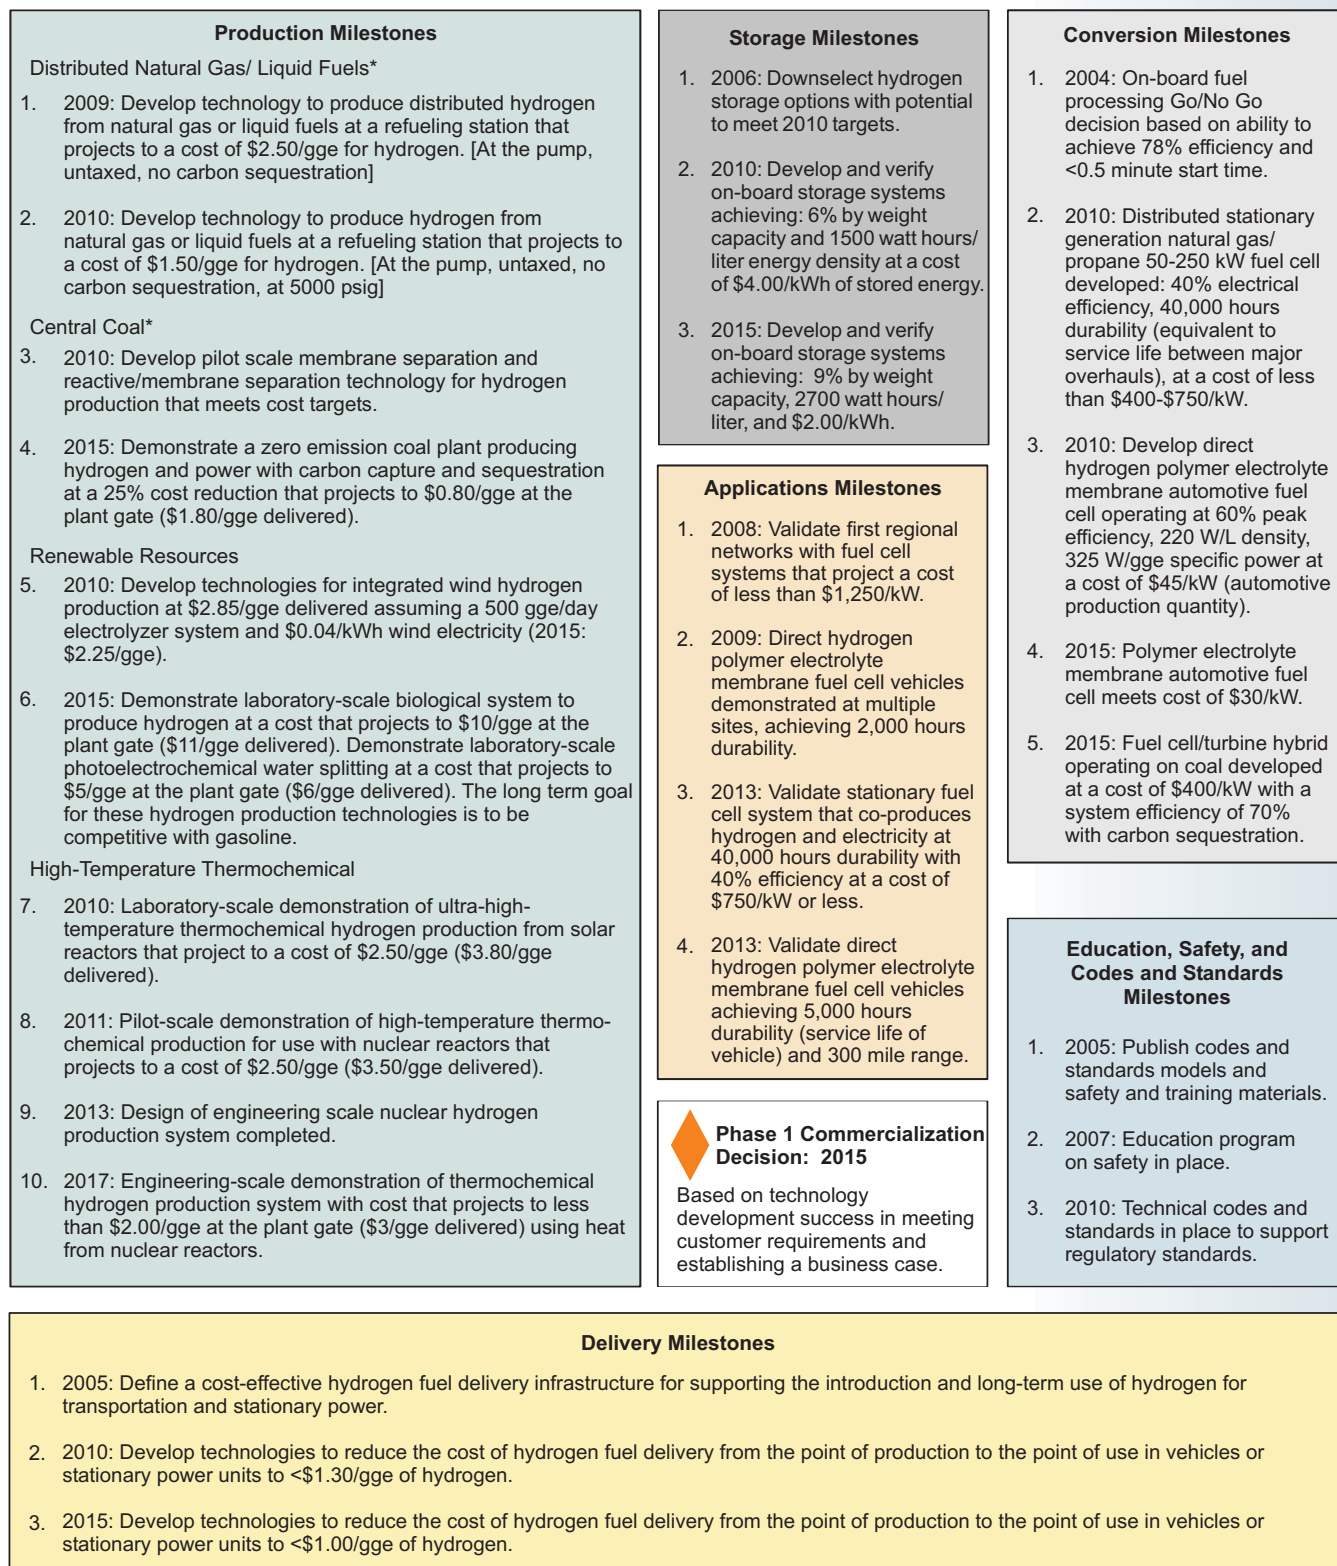 Production Milestones
Distributed Natural Gas/ Liquid Fuels*
1. 2009: Develop technology to produce distributed hydrogen
from natural gas or liquid fuels at a refueling station that
projects to a cost of $2.50/gge for hydrogen. [At the pump,
untaxed, no carbon sequestration]
2. 2010: Develop technology to produce hydrogen from
natural gas or liquid fuels at a refueling station that projects to
a cost of $1.50/gge for hydrogen. [At the pump, untaxed, no
carbon sequestration, at 5000 psig]
Central Coal*
3. 2010: Develop pilot scale membrane separation and
reactive/membrane separation technology for hydrogen
production that meets cost targets.
4. 2015: Demonstrate a zero emission coal plant producing
hydrogen and power with carbon capture and sequestration
at a 25% cost reduction that projects to $0.80/gge at the
plant gate ($1.80/gge delivered).
Renewable Resources
5. 2010: Develop technologies for integrated wind hydrogen
production at $2.85/gge delivered assuming a 500 gge/day
electrolyzer system and $0.04/kWh wind electricity (2015:
$2.25/gge).
6. 2015: Demonstrate laboratory-scale biological system to
produce hydrogen at a cost that projects to $10/gge at the
plant gate ($11/gge delivered). Demonstrate laboratory-scale
photoelectrochemical water splitting at a cost that projects to
$5/gge at the plant gate ($6/gge delivered). The long term goal
for these hydrogen production technologies is to be
competitive with gasoline.
High-Temperature Thermochemical
7. 2010: Laboratory-scale demonstration of ultra-high-
temperature thermochemical hydrogen production from solar
reactors that project to a cost of $2.50/gge ($3.80/gge
delivered).
8. 2011: Pilot-scale demonstration of high-temperature thermo-
chemical production for use with nuclear reactors that
projects to a cost of $2.50/gge ($3.50/gge delivered).
9. 2013: Design of engineering scale nuclear hydrogen
production system completed.
10. 2017: Engineering-scale demonstration of thermochemical
hydrogen production system with cost that projects to less
than $2.00/gge at the plant gate ($3/gge delivered) using heat
from nuclear reactors.
Storage Milestones
1. 2006: Downselect hydrogen
storage options with potential
to meet 2010 targets.
2. 2010: Develop and verify
on-board storage systems
achieving: 6% by weight
capacity and 1500 watt hours/
liter energy density at a cost
of $4.00/kWh of stored energy.
3. 2015: Develop and verify
on-board storage systems
achieving: 9% by weight
capacity, 2700 watt hours/
liter, and $2.00/kWh.
Applications Milestones
1. 2008: Validate first regional
networks with fuel cell
systems that project a cost
of less than $1,250/kW.
2. 2009: Direct hydrogen
polymer electrolyte
membrane fuel cell vehicles
demonstrated at multiple
sites, achieving 2,000 hours
durability.
3. 2013: Validate stationary fuel
cell system that co-produces
hydrogen and electricity at
40,000 hours durability with
40% efficiency at a cost of
$750/kW or less.
4. 2013: Validate direct
hydrogen polymer electrolyte
membrane fuel cell vehicles
achieving 5,000 hours
durability (service life of
vehicle) and 300 mile range.
Phase 1 Commercialization
Decision: 2015
Based on technology
development success in meeting
customer requirements and
establishing a business case.
Conversion Milestones
1. 2004: On-board fuel
processing Go/No Go
decision based on ability to
achieve 78% efficiency and
<0.5 minute start time.
2. 2010: Distributed stationary
generation natural gas/
propane 50-250 kW fuel cell
developed: 40% electrical
efficiency, 40,000 hours
durability (equivalent to
service life between major
overhauls), at a cost of less
than $400-$750/kW.
3. 2010: Develop direct
hydrogen polymer electrolyte
membrane automotive fuel
cell operating at 60% peak
efficiency, 220 W/L density,
325 W/gge specific power at
a cost of $45/kW (automotive
production quantity).
4. 2015: Polymer electrolyte
membrane automotive fuel
cell meets cost of $30/kW.
5. 2015: Fuel cell/turbine hybrid
operating on coal developed
at a cost of $400/kW with a
system efficiency of 70%
with carbon sequestration.
Education, Safety, and
Codes and Standards
Milestones
1. 2005: Publish codes and
standards models and
safety and training materials.
2. 2007: Education program
on safety in place.
3. 2010: Technical codes and
standards in place to support
regulatory standards.
Delivery Milestones
1. 2005: Define a cost-effective hydrogen fuel delivery infrastructure for supporting the introduction and long-term use of hydrogen for
transportation and stationary power.
2. 2010: Develop technologies to reduce the cost of hydrogen fuel delivery from the point of production to the point of use in vehicles or
stationary power units to <$1.30/gge of hydrogen.
3. 2015: Develop technologies to reduce the cost of hydrogen fuel delivery from the point of production to the point of use in vehicles or
stationary power units to <$1.00/gge of hydrogen.